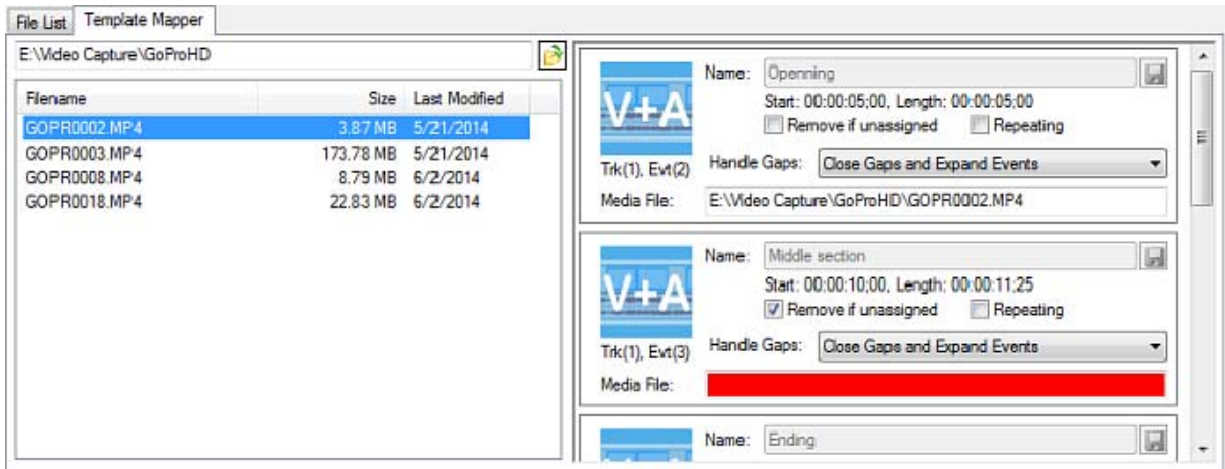 File List Template Mapper
E:\Video Capture\GoProHD
Filename Size Last Modified
GOPR0002.MP4 3.87 MB 5/21/2014
GOPR0003.MP4 173.78 MB 5/21/2014
GOPR0008.MP4 8.79 MB 6/2/2014
GOPR0018.MP4 22.83 MB 6/2/2014
V+A
Trk(1), Evt(2)
Name: Openning
Start: 00:00:05;00, Length: 00:00:05;00
Remove if unassigned Repeating
Handle Gaps: Close Gaps and Expand Events
Media File: E:\Video Capture\GoProHD\GOPR0002.MP4
V+A
Trk(1), Evt(3)
Name: Middle section
Start: 00:00:10;00, Length: 00:00:11;25
Remove if unassigned Repeating
Handle Gaps: Close Gaps and Expand Events
Media File:
Name: Ending